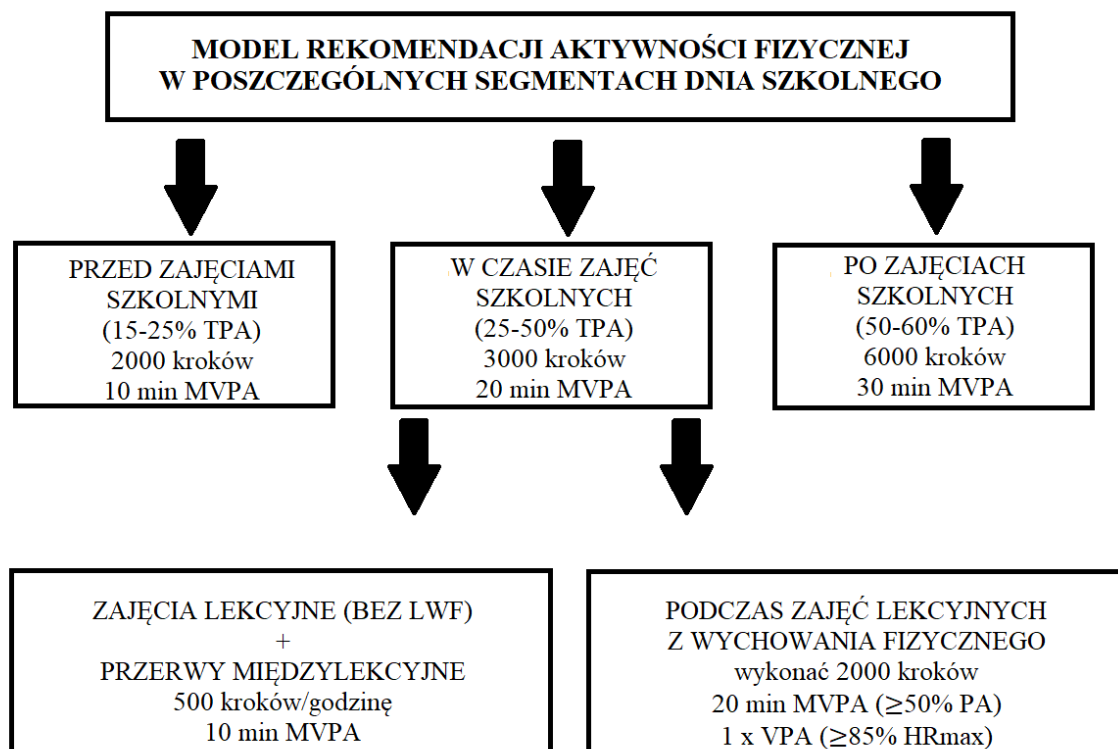 MODEL REKOMENDACJI AKTYWNOŚCI FIZYCZNEJ
W POSZCZEGÓLNYCH SEGMENTACH DNIA SZKOLNEGO
PRZED ZAJĘCIAMI
SZKOLNYMI
(15-25% TPA)
2000 kroków
10 min MVPA
W CZASIE ZAJĘĆ
SZKOLNYCH
(25-50% TPA)
3000 kroków
20 min MVPA
PO ZAJĘCIACH
SZKOLNYCH
(50-60% TPA)
6000 kroków
30 min MVPA
ZAJĘCIA LEKCYJNE (BEZ LWF)
+
PRZERWY MIĘDZYLEKCYJNE
500 kroków/godzinę
10 min MVPA
PODCZAS ZAJĘĆ LEKCYJNYCH
Z WYCHOWANIA FIZYCZNEGO
wykonać 2000 kroków
20 min MVPA (≥50% PA)
1 x VPA (≥85% HRmax)